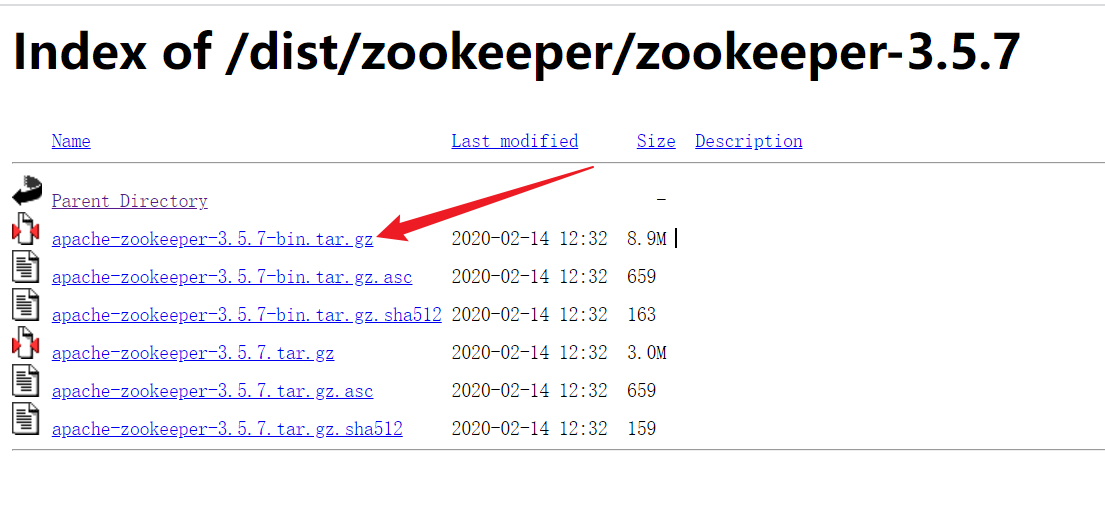 Index of /dist/zookeeper/zookeeper-3.5.7
Name Last modified Size Description
Parent Directory -
apache-zookeeper-3.5.7-bin.tar.gz 2020-02-14 12:32 8.9M
apache-zookeeper-3.5.7-bin.tar.gz.asc 2020-02-14 12:32 659
apache-zookeeper-3.5.7-bin.tar.gz.sha512 2020-02-14 12:32 163
apache-zookeeper-3.5.7.tar.gz 2020-02-14 12:32 3.0M
apache-zookeeper-3.5.7.tar.gz.asc 2020-02-14 12:32 659
apache-zookeeper-3.5.7.tar.gz.sha512 2020-02-14 12:32 159